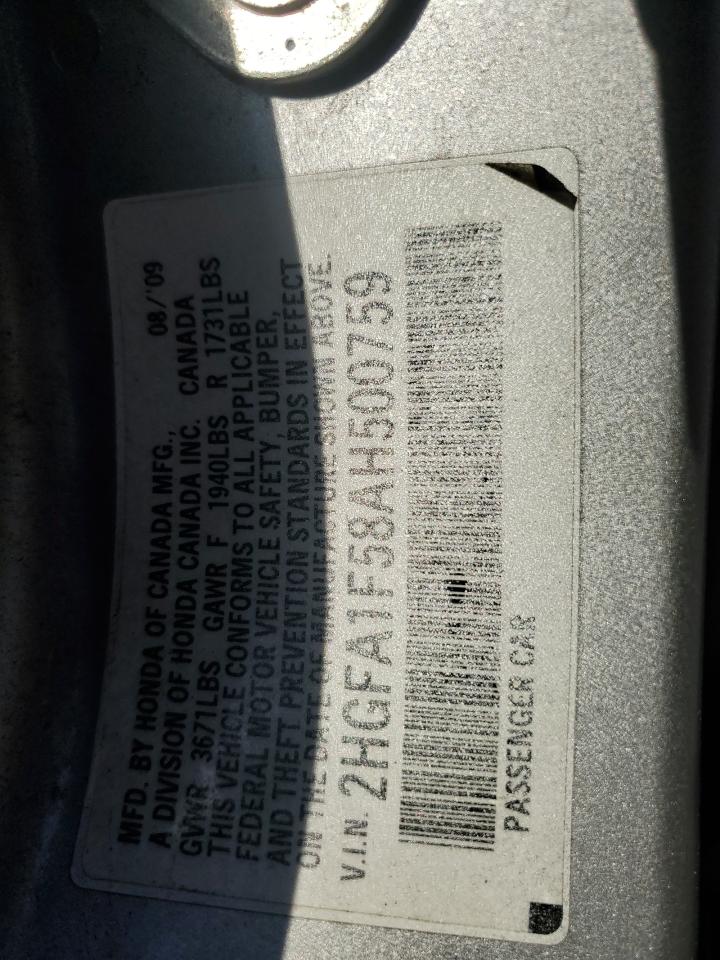 MFD. BY HONDA OF CANADA MFG., 08/'09
A DIVISION OF HONDA CANADA INC. CANADA
GVWR 3671LBS GAWR F 1940LBS R 1731LBS
THIS VEHICLE CONFORMS TO ALL APPLICABLE
FEDERAL MOTOR VEHICLE SAFETY, BUMPER,
AND THEFT PREVENTION STANDARDS IN EFFECT
ON THE DATE OF MANUFACTURE SHOWN ABOVE.
V.I.N. 2HGFA1F58AH500759
PASSENGER CAR